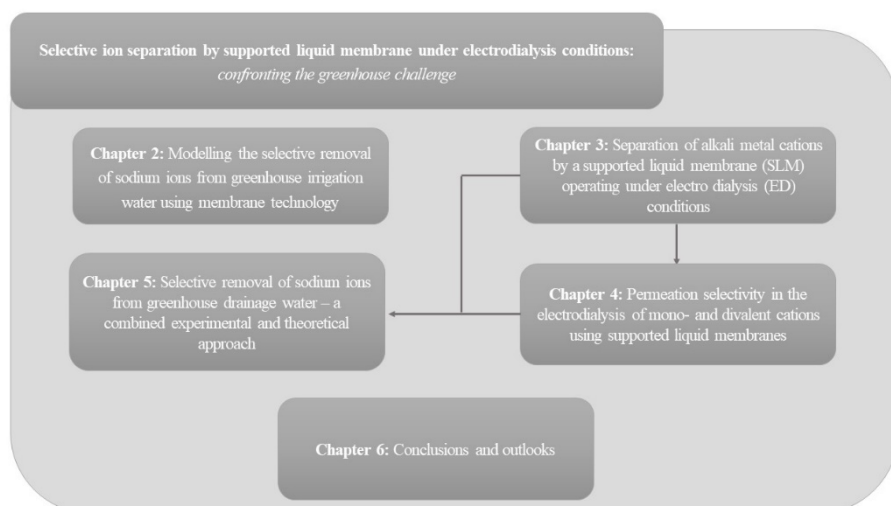 Selective ion separation by supported liquid membrane under electrodialysis conditions:
confronting the greenhouse challenge
Chapter 2: Modelling the selective removal
of sodium ions from greenhouse irrigation
water using membrane technology
Chapter 3: Separation of alkali metal cations
by a supported liquid membrane (SLM)
operating under electro dialysis (ED)
conditions
Chapter 5: Selective removal of sodium ions
from greenhouse drainage water – a
combined experimental and theoretical
approach
Chapter 4: Permeation selectivity in the
electrodialysis of mono- and divalent cations
using supported liquid membranes
Chapter 6: Conclusions and outlooks